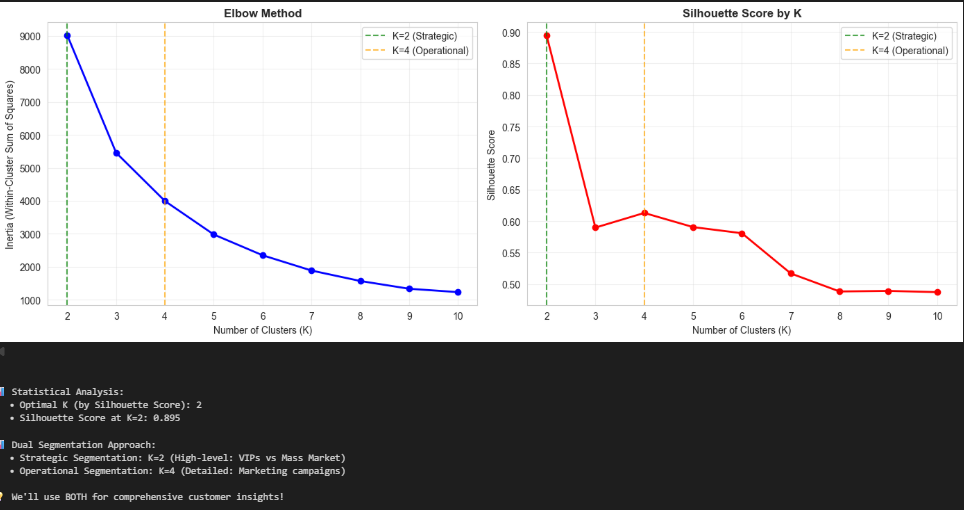 Elbow Method
Inertia (Within-Cluster Sum of Squares)
9000
8000
7000
6000
5000
4000
3000
2000
1000
K=2 (Strategic)
K=4 (Operational)
2 3 4 5 6 7 8 9 10
Number of Clusters (K)
Silhouette Score by K
Silhouette Score
0.90
0.85
0.80
0.75
0.70
0.65
0.60
0.55
0.50
K=2 (Strategic)
K=4 (Operational)
2 3 4 5 6 7 8 9 10
Number of Clusters (K)
Statistical Analysis:
• Optimal K (by Silhouette Score): 2
• Silhouette Score at K=2: 0.895
Dual Segmentation Approach:
• Strategic Segmentation: K=2 (High-level: VIPs vs Mass Market)
• Operational Segmentation: K=4 (Detailed: Marketing campaigns)
We'll use BOTH for comprehensive customer insights!